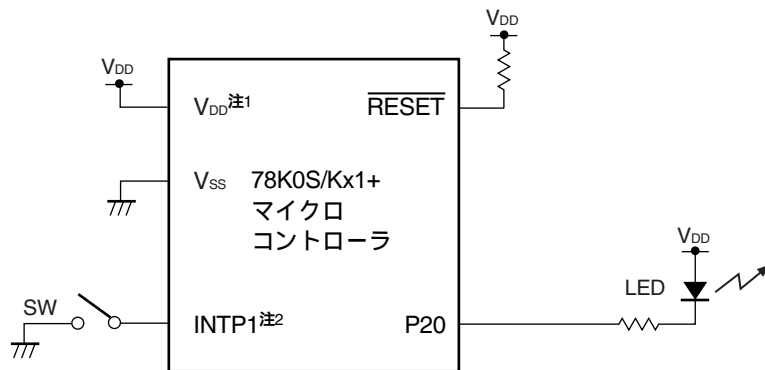 VDD
VDD
VDD注1
RESET
VSS
78K0S/Kx1+
マイクロ
コントローラ
VDD
LED
SW
INTP1注2
P20